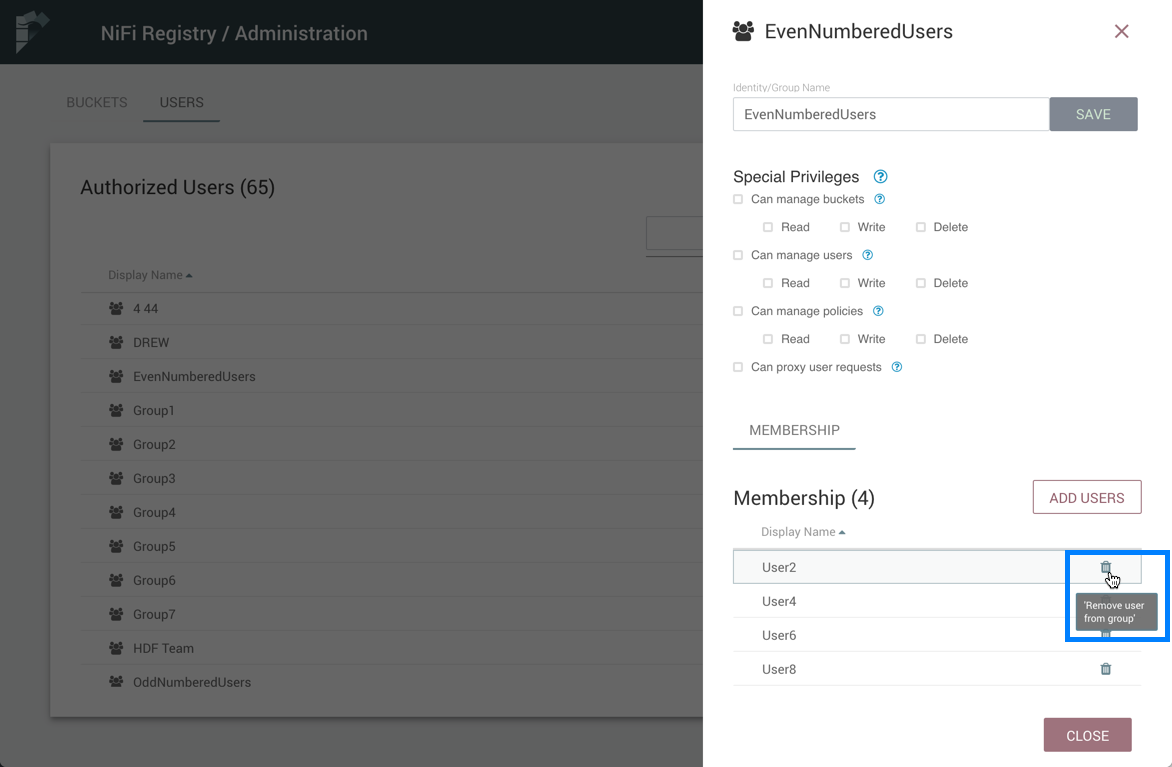 NiFi Registry / Administration
BUCKETS
USERS
Authorized Users (65)
Display Name
4 44
DREW
EvenNumberedUsers
Group1
Group2
Group3
Group4
Group5
Group6
Group7
HDF Team
OddNumberedUsers
EvenNumberedUsers
Identity/Group Name
EvenNumberedUsers
SAVE
Special Privileges ?
Can manage buckets ?
Read Write Delete
Can manage users ?
Read Write Delete
Can manage policies ?
Read Write Delete
Can proxy user requests ?
MEMBERSHIP
Membership (4)
ADD USERS
Display Name
User2
'Remove user
from group'
User4
User6
User8
CLOSE